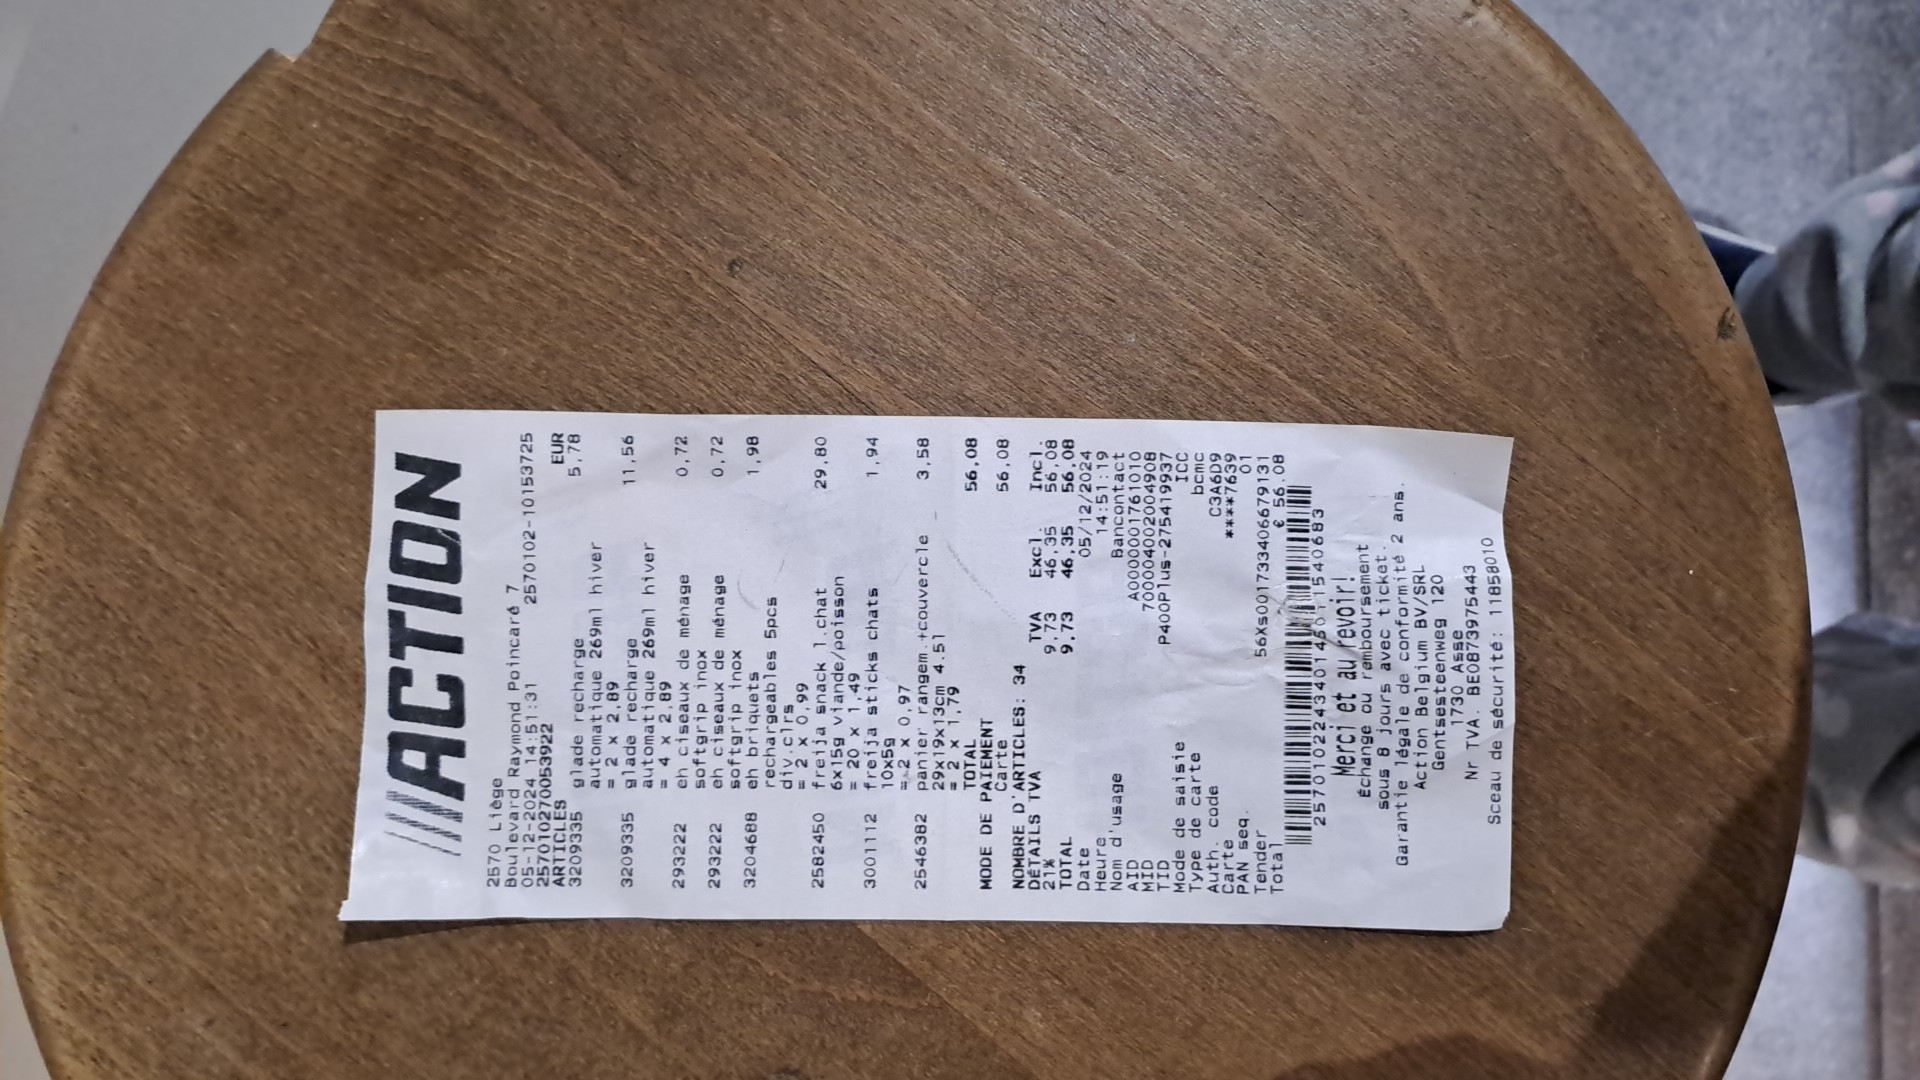 ///ACTION
2570 Liège
Boulevard Raymond Poincaré 7
05-12-2024 14:51:31 2570102-10153725
2570102700053922
ARTICLES EUR
3209335 glade recharge 5,78
automatique 269ml hiver
= 2 x 2,89
3209335 glade recharge 11,56
automatique 269ml hiver
= 4 x 2,89
293222 eh ciseaux de ménage 0,72
softgrip inox
293222 eh ciseaux de ménage 0,72
softgrip inox
3204688 eh briquets 1,98
rechargeables 5pcs
div.clrs
= 2 x 0,99
2582450 freija snack l.chat 29,80
6x15g viande/poisson
= 20 x 1,49
3001112 freija sticks chats 1,94
10x5g
= 2 x 0,97
2546382 panier rangem.+couvercle 3,58
29x19x13cm 4.5l
= 2 x 1,79
TOTAL 56,08
MODE DE PAIEMENT
Carte 56,08
NOMBRE D'ARTICLES: 34
DÉTAILS TVA TVA Excl. Incl.
21% 9,73 46,35 56,08
TOTAL 9,73 46,35 56,08
Date 05/12/2024
Heure 14:51:19
Nom d'usage Bancontact
AID A0000001761010
MID 700004002004908
TID P400Plus-275419937
Mode de saisie ICC
Type de carte bcmc
Auth. code C3A6D9
Carte ****7639
PAN seq. 01
Tender 56Xs001733406679131
Total € 56,08
Merci et au revoir!
Échange ou remboursement
sous 8 jours avec ticket.
Garantie légale de conformité 2 ans.
Action Belgium BV/SRL
Gentsesteenweg 120
1730 Asse
Nr TVA. BE0873975443
Sceau de sécurité: 11858010